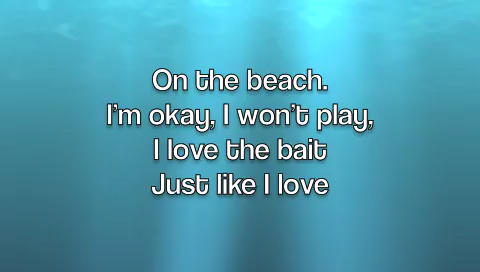 On the beach.
I'm okay, I won't play,
I love the bait
Just like I love